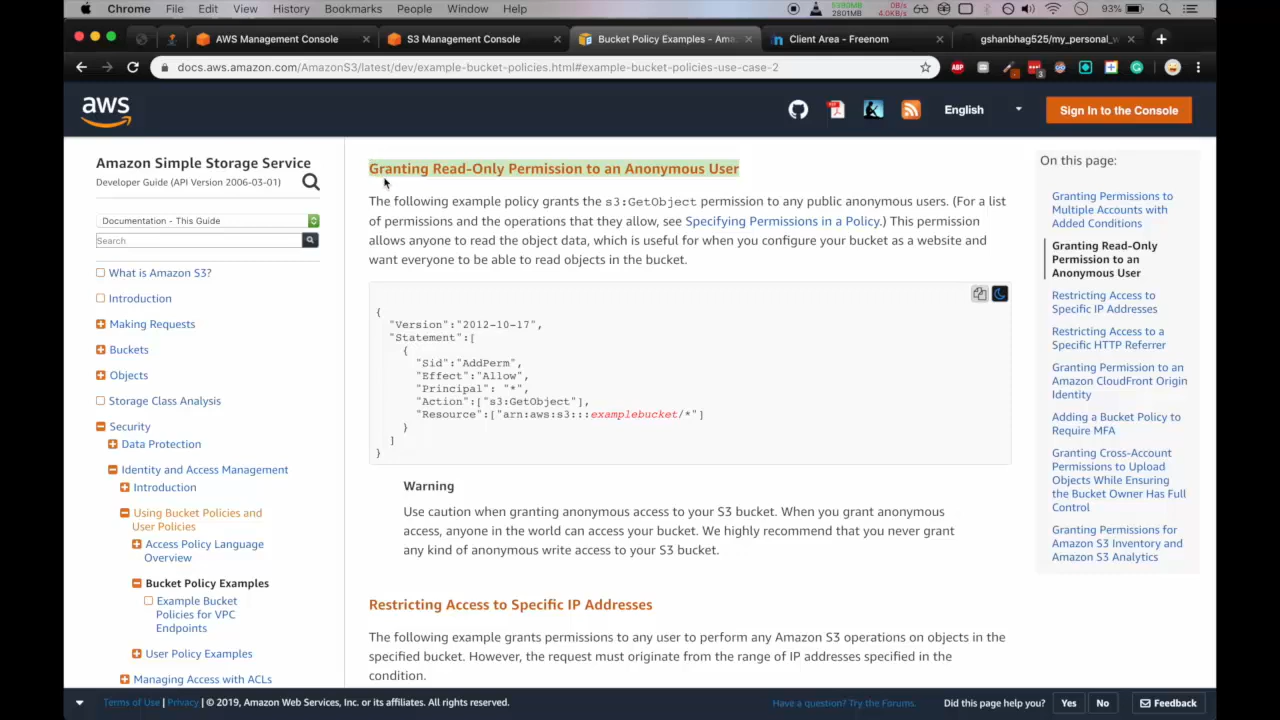 Chrome File Edit View History Bookmarks People Window Help
5390MB
2801MB
4.0KB/s
93%
AWS Management Console
S3 Management Console
Bucket Policy Examples - Ama
Client Area - Freenom
gshanbhag525/my_personal_w
docs.aws.amazon.com/AmazonS3/latest/dev/example-bucket-policies.html#example-bucket-policies-use-case-2
ABP
3
aws
English
Sign In to the Console
Amazon Simple Storage Service
Developer Guide (API Version 2006-03-01)
Documentation - This Guide
Search
What is Amazon S3?
Introduction
Making Requests
Buckets
Objects
Storage Class Analysis
Security
Data Protection
Identity and Access Management
Introduction
Using Bucket Policies and
User Policies
Access Policy Language
Overview
Bucket Policy Examples
Example Bucket
Policies for VPC
Endpoints
User Policy Examples
Managing Access with ACLs
Granting Read-Only Permission to an Anonymous User
The following example policy grants the s3:GetObject permission to any public anonymous users. (For a list
of permissions and the operations that they allow, see Specifying Permissions in a Policy.) This permission
allows anyone to read the object data, which is useful for when you configure your bucket as a website and
want everyone to be able to read objects in the bucket.
{
"Version":"2012-10-17",
"Statement":[
{
"Sid":"AddPerm",
"Effect":"Allow",
"Principal": "*",
"Action":["s3:GetObject"],
"Resource":["arn:aws:s3:::examplebucket/*"]
}
]
}
Warning
Use caution when granting anonymous access to your S3 bucket. When you grant anonymous
access, anyone in the world can access your bucket. We highly recommend that you never grant
any kind of anonymous write access to your S3 bucket.
Restricting Access to Specific IP Addresses
The following example grants permissions to any user to perform any Amazon S3 operations on objects in the
specified bucket. However, the request must originate from the range of IP addresses specified in the
condition.
On this page:
Granting Permissions to
Multiple Accounts with
Added Conditions
Granting Read-Only
Permission to an
Anonymous User
Restricting Access to
Specific IP Addresses
Restricting Access to a
Specific HTTP Referrer
Granting Permission to an
Amazon CloudFront Origin
Identity
Adding a Bucket Policy to
Require MFA
Granting Cross-Account
Permissions to Upload
Objects While Ensuring
the Bucket Owner Has Full
Control
Granting Permissions for
Amazon S3 Inventory and
Amazon S3 Analytics
Terms of Use | Privacy | © 2019, Amazon Web Services, Inc. or its affiliates. All rights reserved.
Have a question? Try the Forums.
Did this page help you? Yes No Feedback